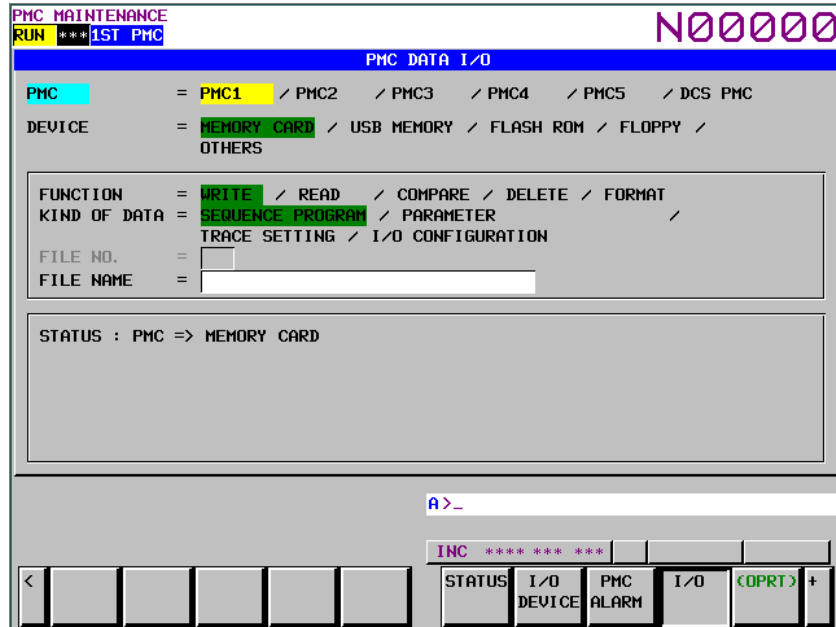 PMC MAINTENANCE
N00000
RUN *** 1ST PMC
PMC DATA I/O
PMC = PMC1 / PMC2 / PMC3 / PMC4 / PMC5 / DCS PMC
DEVICE = MEMORY CARD / USB MEMORY / FLASH ROM / FLOPPY /
OTHERS
FUNCTION = WRITE / READ / COMPARE / DELETE / FORMAT
KIND OF DATA = SEQUENCE PROGRAM / PARAMETER /
TRACE SETTING / I/O CONFIGURATION
FILE NO. =
FILE NAME =
STATUS : PMC => MEMORY CARD
A>_
INC **** *** ***
< STATUS I/O PMC I/O (OPRT) +
DEVICE ALARM